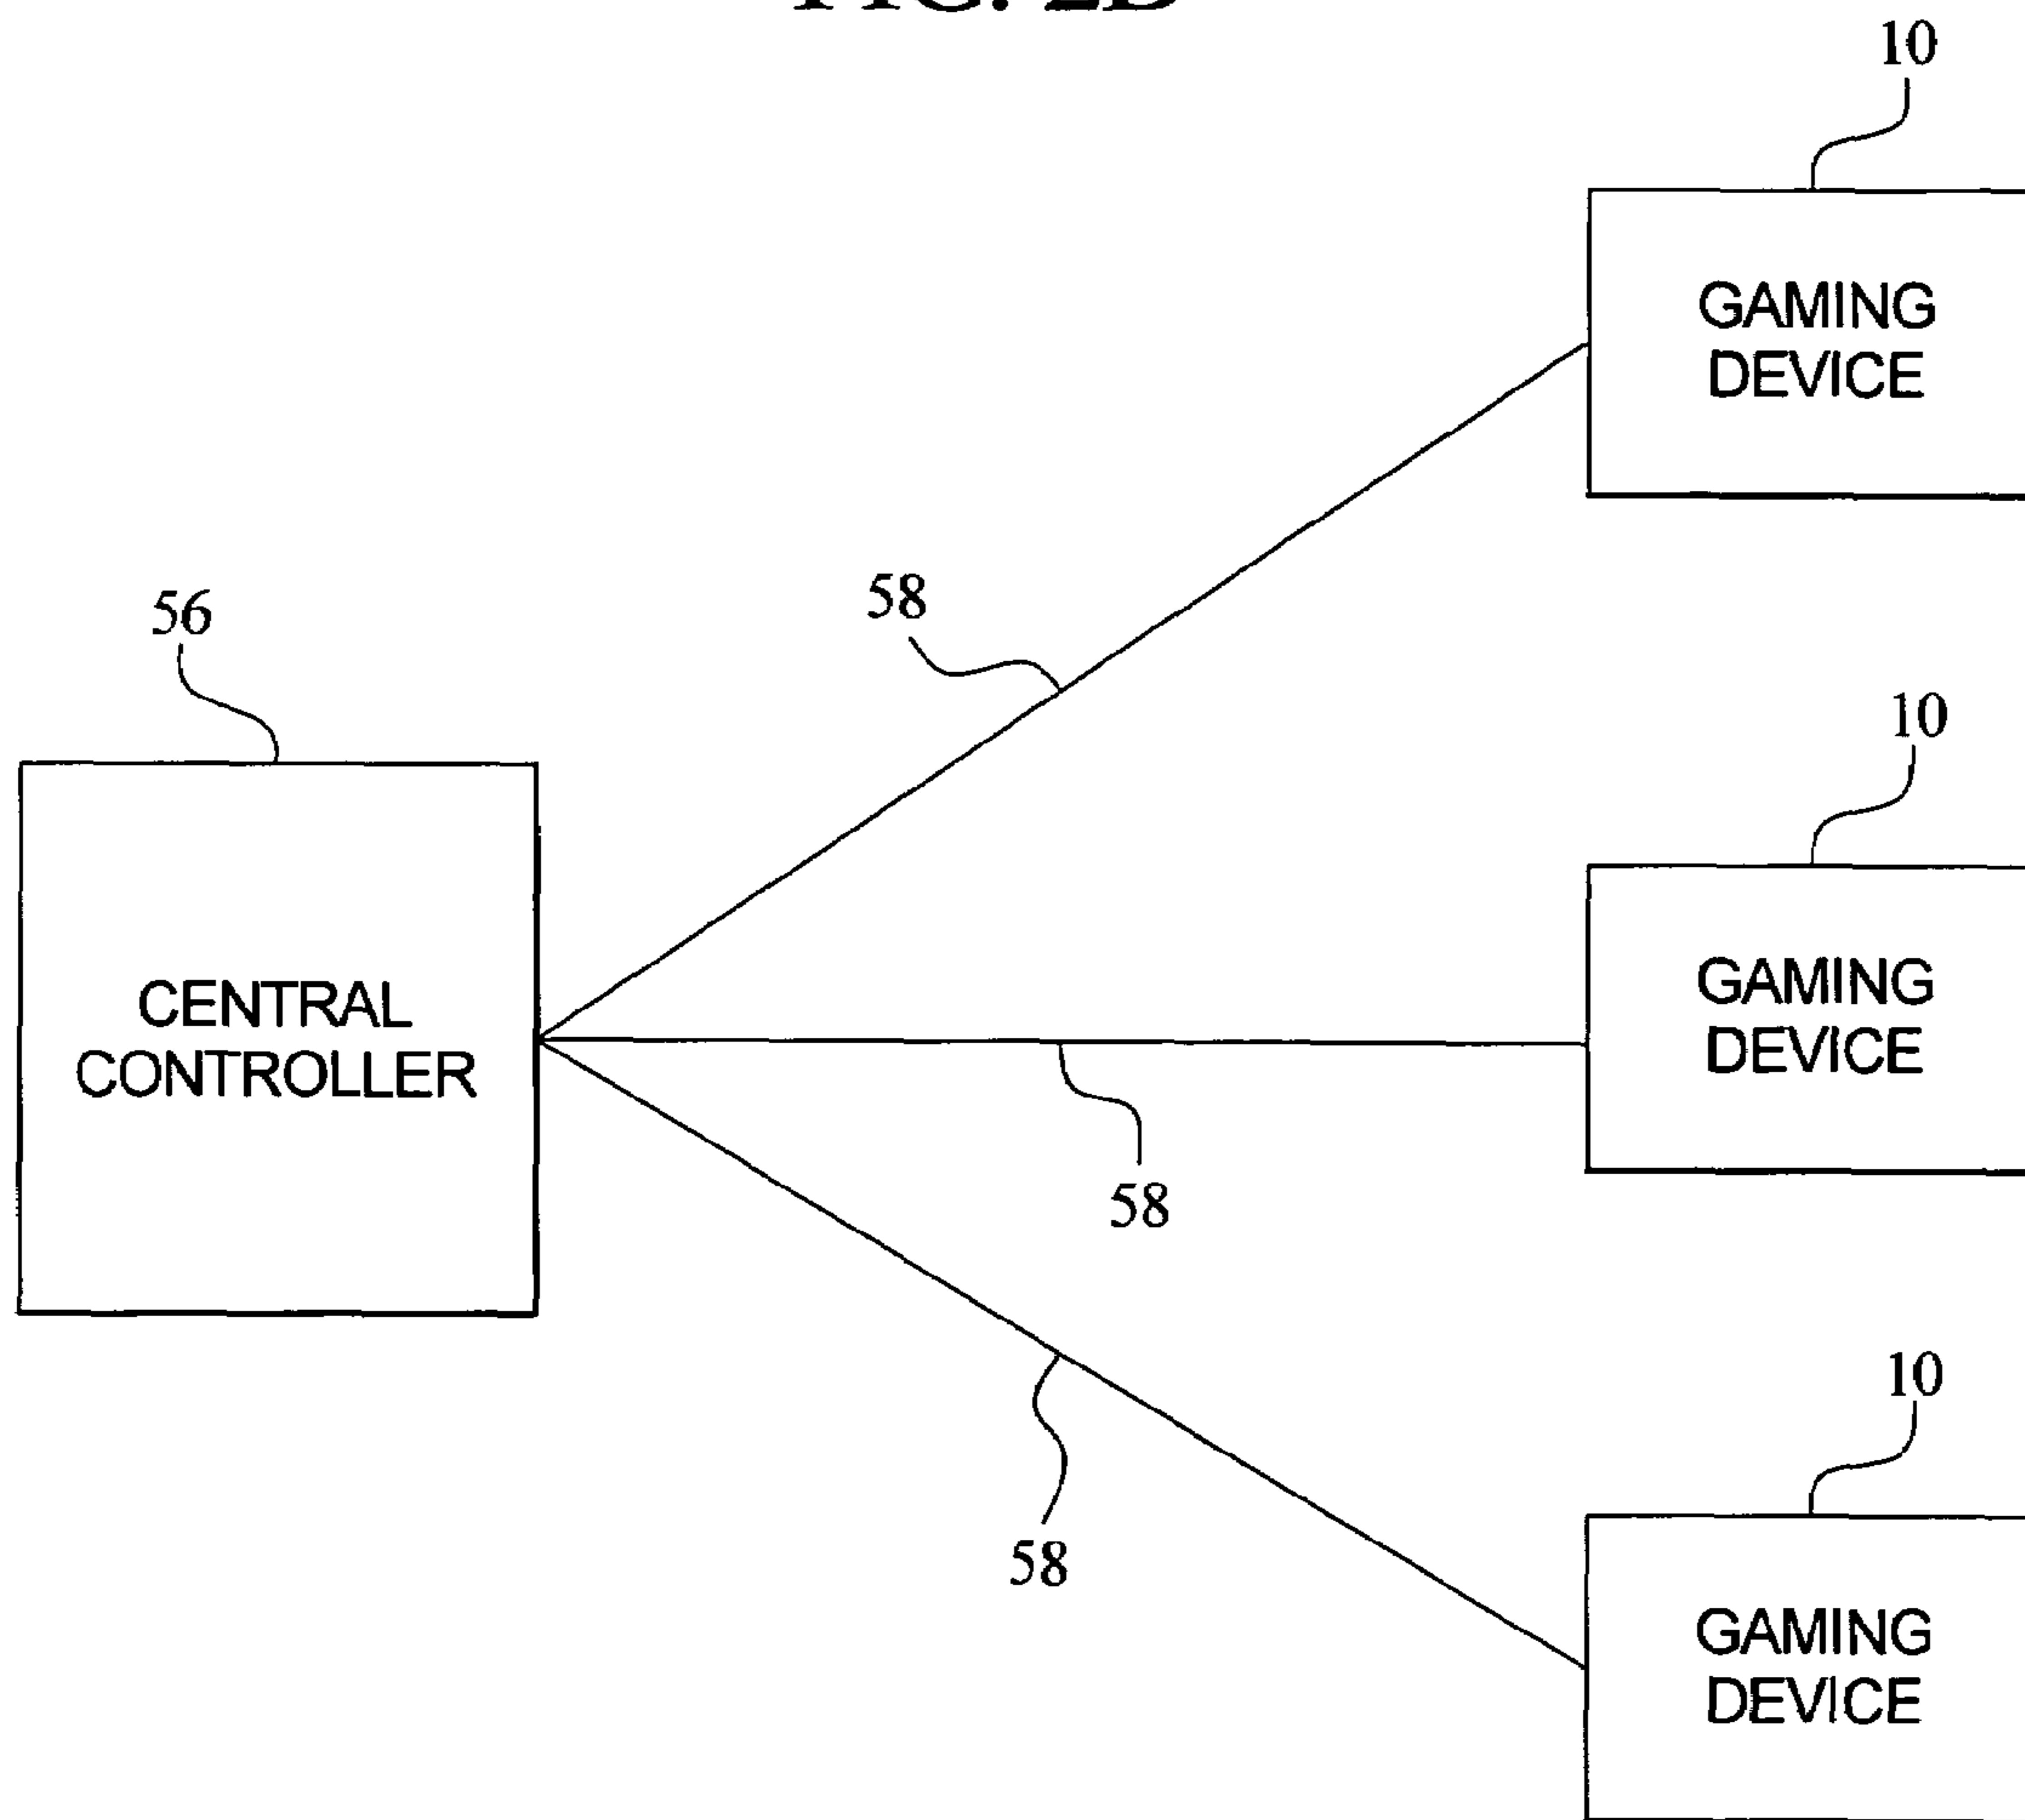 10
GAMING
DEVICE
58
56
10
CENTRAL
CONTROLLER
GAMING
DEVICE
58
10
58
GAMING
DEVICE